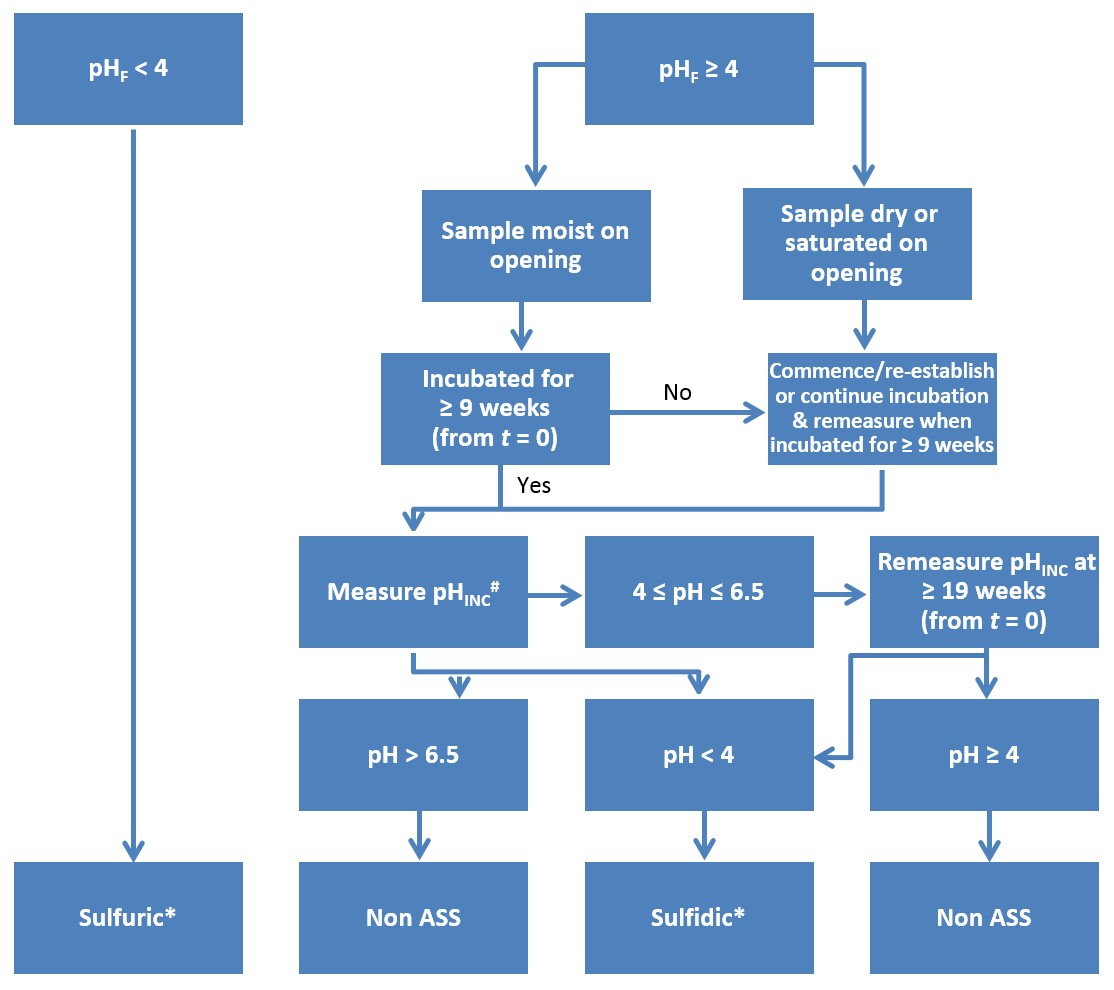 pHF < 4
pHF ≥ 4
Sample moist on
opening
Sample dry or
saturated on
opening
Incubated for
≥ 9 weeks
(from t = 0)
No
Commence/re-establish
or continue incubation
& remeasure when
incubated for ≥ 9 weeks
Yes
Measure pHINC#
4 ≤ pH ≤ 6.5
Remeasure pHINC at
≥ 19 weeks
(from t = 0)
pH > 6.5
pH < 4
pH ≥ 4
Sulfuric*
Non ASS
Sulfidic*
Non ASS